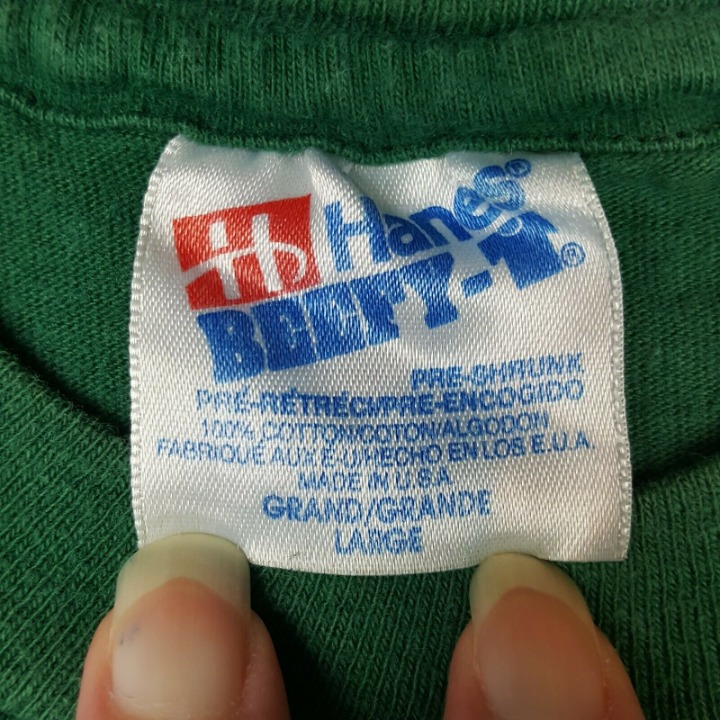 H Hanes®
BEEFY-T®
PRE-SHRUNK
PRÉ-RÉTRÉCI/PRE-ENCOGIDO
100% COTTON/COTON/ALGODON
FABRIQUÉ AUX É.U/HECHO EN LOS E.U.A.
MADE IN U.S.A
GRAND/GRANDE
LARGE